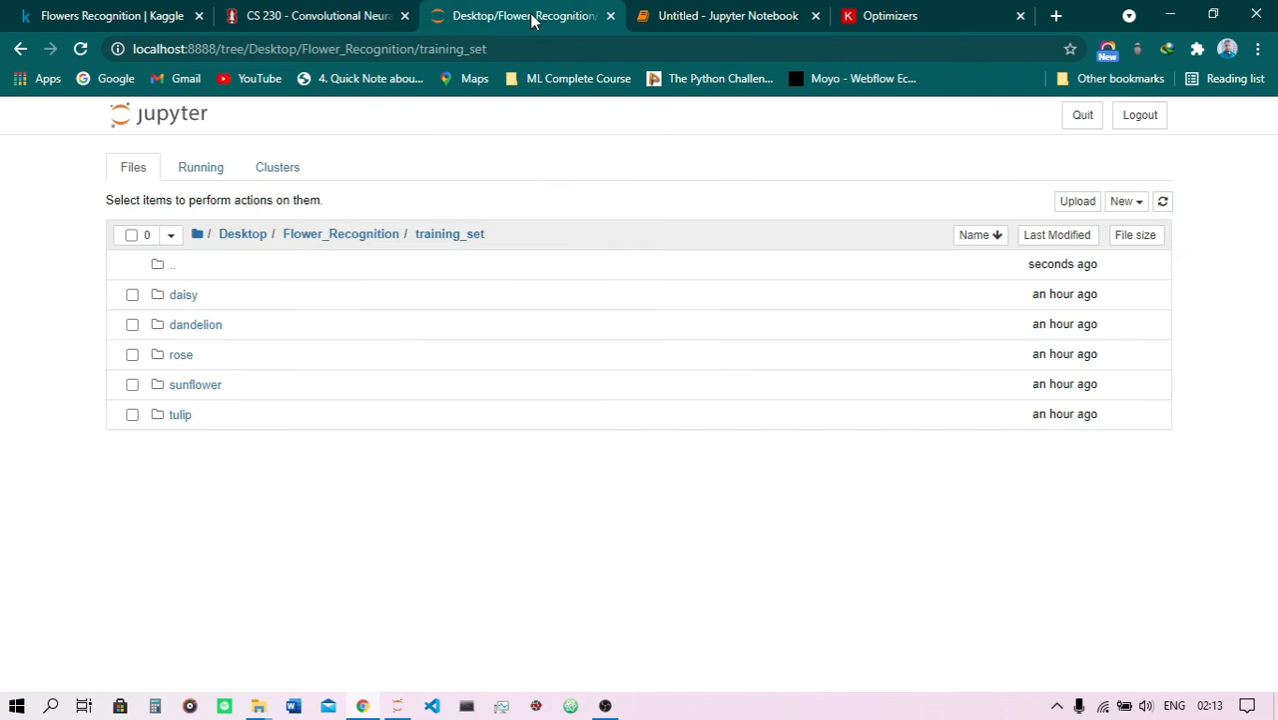 Flowers Recognition | Kaggle
CS 230 - Convolutional Neura
Desktop/Flower_Recognition/
Untitled - Jupyter Notebook
Optimizers
localhost:8888/tree/Desktop/Flower_Recognition/training_set
New
Apps
Google
Gmail
YouTube
4. Quick Note abou...
Maps
ML Complete Course
The Python Challen...
Moyo - Webflow Ec...
Other bookmarks
Reading list
jupyter
Quit
Logout
Files
Running
Clusters
Select items to perform actions on them.
Upload
New
0
/ Desktop / Flower_Recognition / training_set
Name
Last Modified
File size
..
seconds ago
daisy
an hour ago
dandelion
an hour ago
rose
an hour ago
sunflower
an hour ago
tulip
an hour ago
ENG
02:13